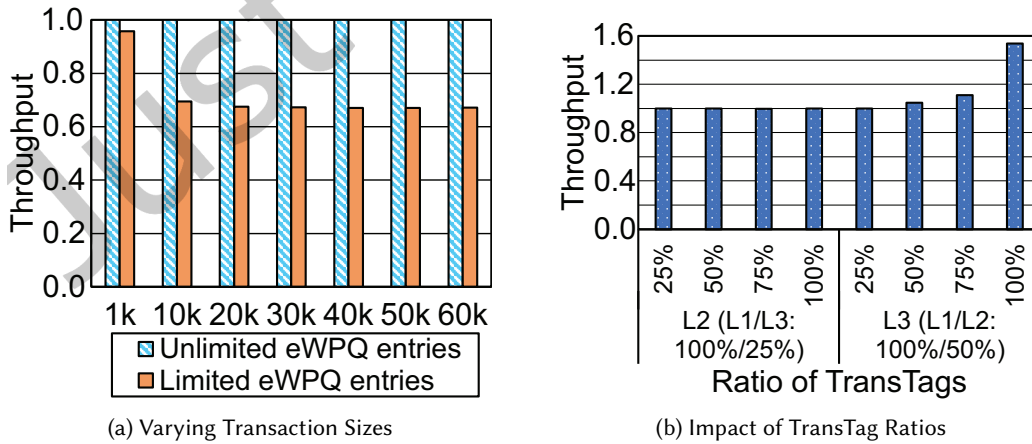 Just
1.0
0.8
0.6
0.4
0.2
0.0
Throughput
1k 10k 20k 30k 40k 50k 60k
Unlimited eWPQ entries
Limited eWPQ entries
(a) Varying Transaction Sizes
1.6
1.2
0.8
0.4
0.0
Throughput
25% 50% 75% 100% 25% 50% 75% 100%
L2 (L1/L3: 100%/25%)
L3 (L1/L2: 100%/50%)
Ratio of TransTags
(b) Impact of TransTag Ratios